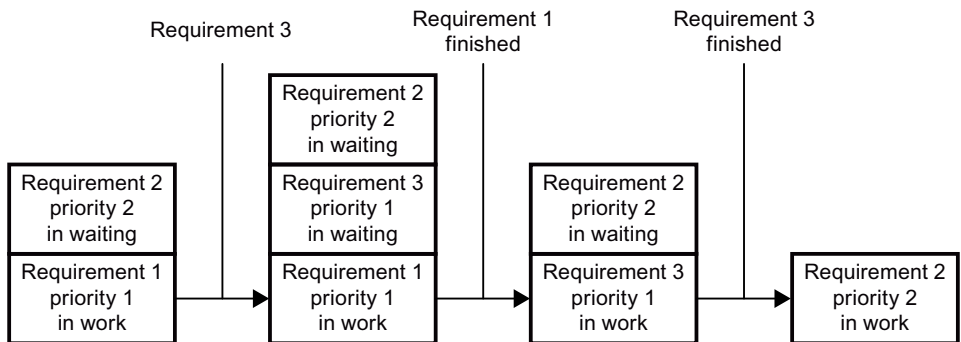 Requirement 3
Requirement 1
finished
Requirement 3
finished
Requirement 2
priority 2
in waiting
Requirement 1
priority 1
in work
Requirement 2
priority 2
in waiting
Requirement 3
priority 1
in waiting
Requirement 1
priority 1
in work
Requirement 2
priority 2
in waiting
Requirement 3
priority 1
in work
Requirement 2
priority 2
in work